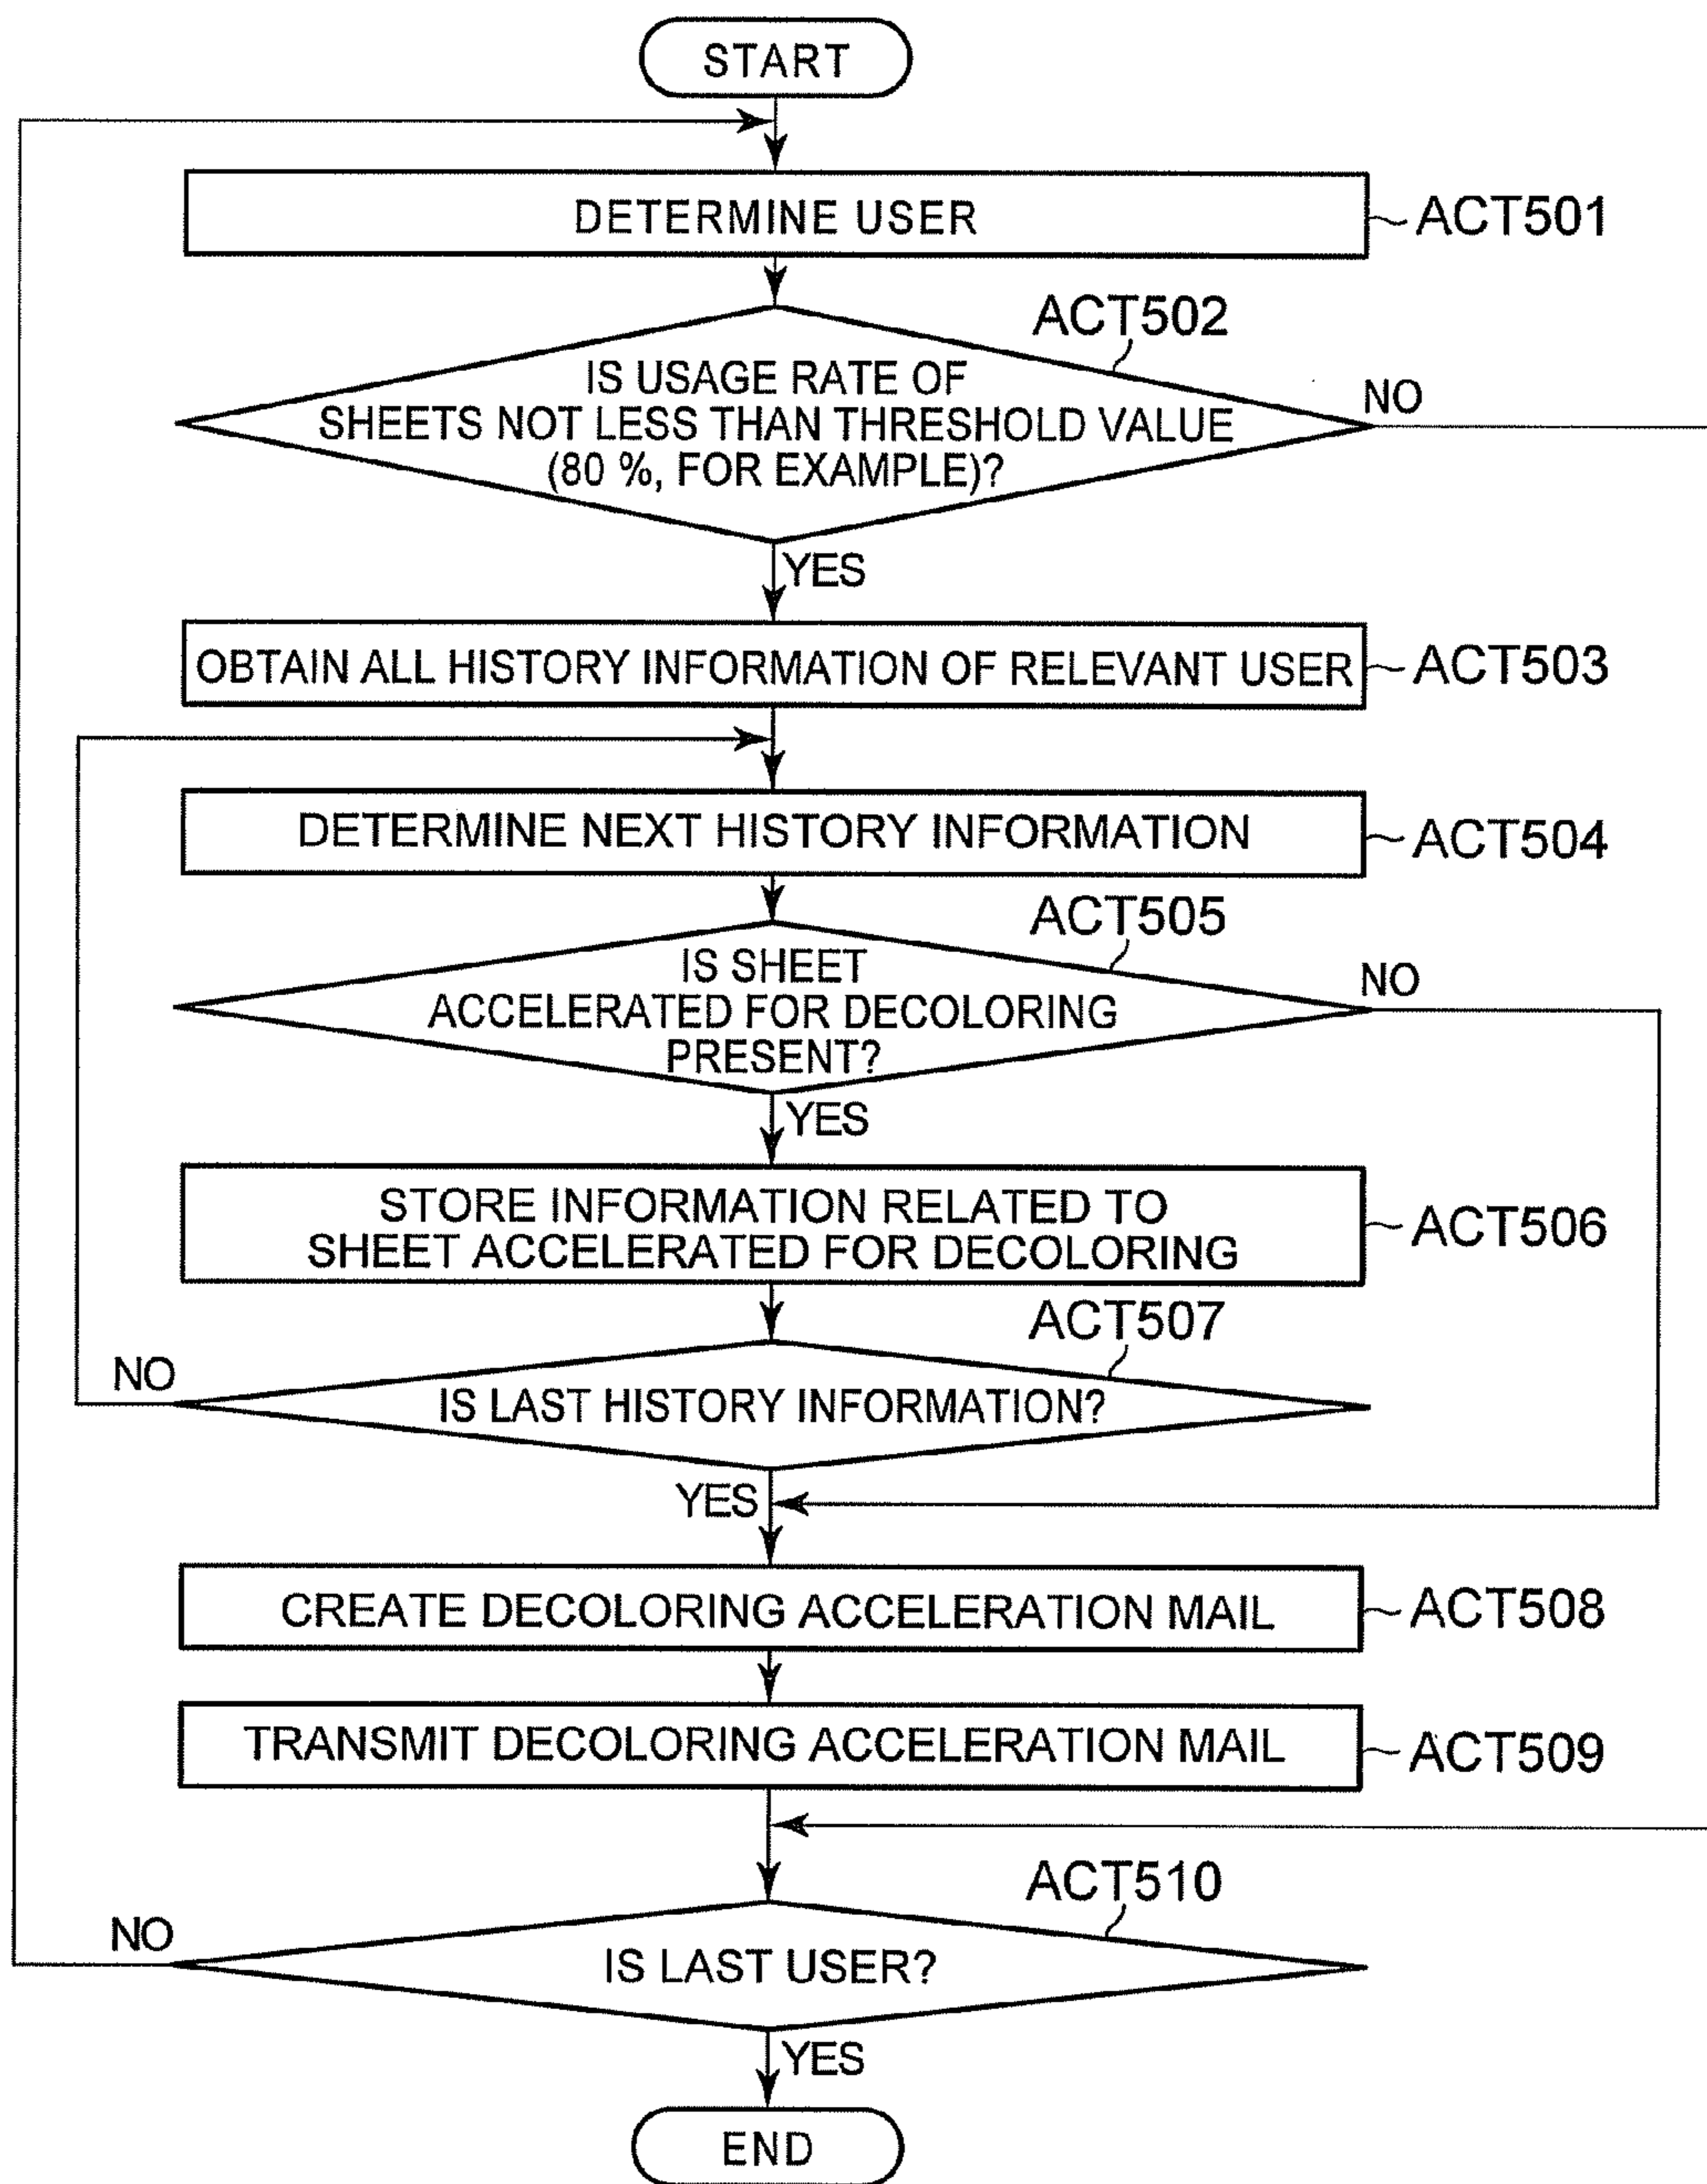 START
DETERMINE USER
ACT501
ACT502
IS USAGE RATE OF
SHEETS NOT LESS THAN THRESHOLD VALUE
(80 %, FOR EXAMPLE)?
NO
YES
OBTAIN ALL HISTORY INFORMATION OF RELEVANT USER
ACT503
DETERMINE NEXT HISTORY INFORMATION
ACT504
ACT505
IS SHEET
ACCELERATED FOR DECOLORING
PRESENT?
NO
YES
STORE INFORMATION RELATED TO
SHEET ACCELERATED FOR DECOLORING
ACT506
ACT507
NO
IS LAST HISTORY INFORMATION?
YES
CREATE DECOLORING ACCELERATION MAIL
ACT508
TRANSMIT DECOLORING ACCELERATION MAIL
ACT509
ACT510
NO
IS LAST USER?
YES
END